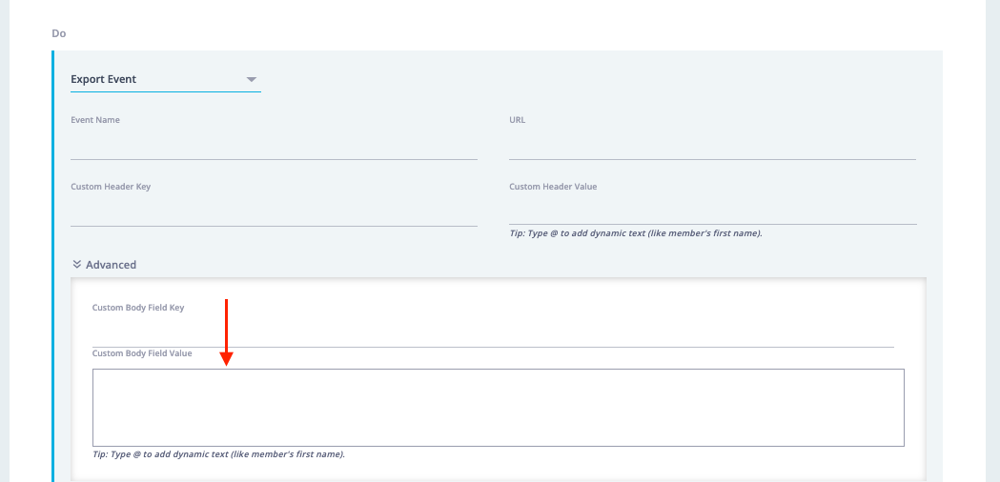 Do
Export Event
Event Name
URL
Custom Header Key
Custom Header Value
Tip: Type @ to add dynamic text (like member's first name).
Advanced
Custom Body Field Key
Custom Body Field Value
Tip: Type @ to add dynamic text (like member's first name).